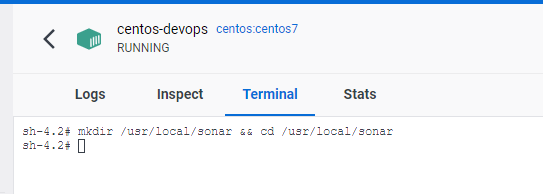 centos-devops centos:centos7
RUNNING
Logs Inspect Terminal Stats
sh-4.2# mkdir /usr/local/sonar && cd /usr/local/sonar
sh-4.2#